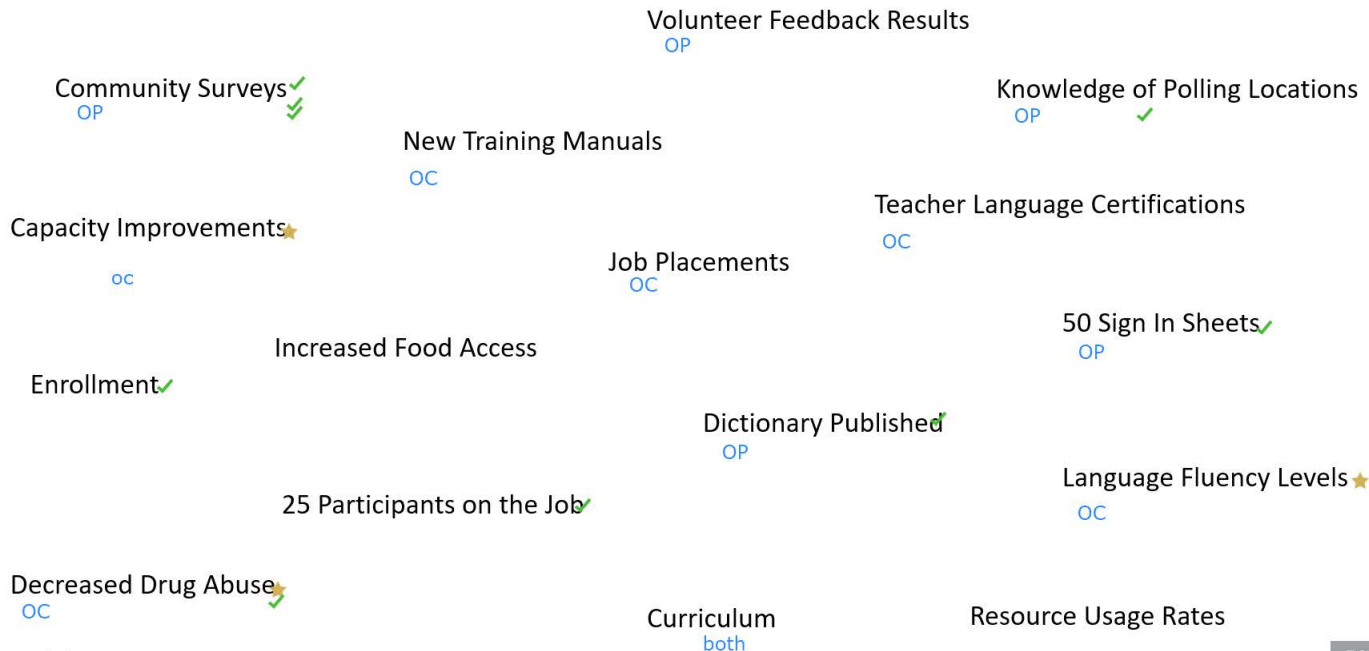 Volunteer Feedback Results
OP
Community Surveys
OP
Knowledge of Polling Locations
OP
New Training Manuals
OC
Teacher Language Certifications
OC
Capacity Improvements
oc
Job Placements
OC
50 Sign In Sheets
OP
Increased Food Access
Enrollment
Dictionary Published
OP
Language Fluency Levels
OC
25 Participants on the Job
Decreased Drug Abuse
OC
Curriculum
both
Resource Usage Rates